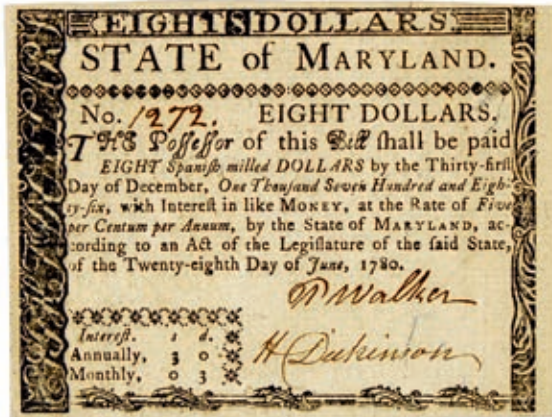 EIGHT 8 DOLLARS.
STATE of MARYLAND.
No. 1272. EIGHT DOLLARS.
THE Poſſeſſor of this Bill ſhall be paid
EIGHT Spaniſh milled DOLLARS by the Thirty-firſt
Day of December, One Thouſand Seven Hundred and Eigh-
ty-ſix, with Intereſt in like MONEY, at the Rate of Five
per Centum per Annum, by the State of MARYLAND, ac-
cording to an Act of the Legiſlature of the ſaid State,
of the Twenty-eighth Day of June, 1780.
Walker
H Dickinson
Intereſt. s d.
Annually, 3 0
Monthly, 0 3